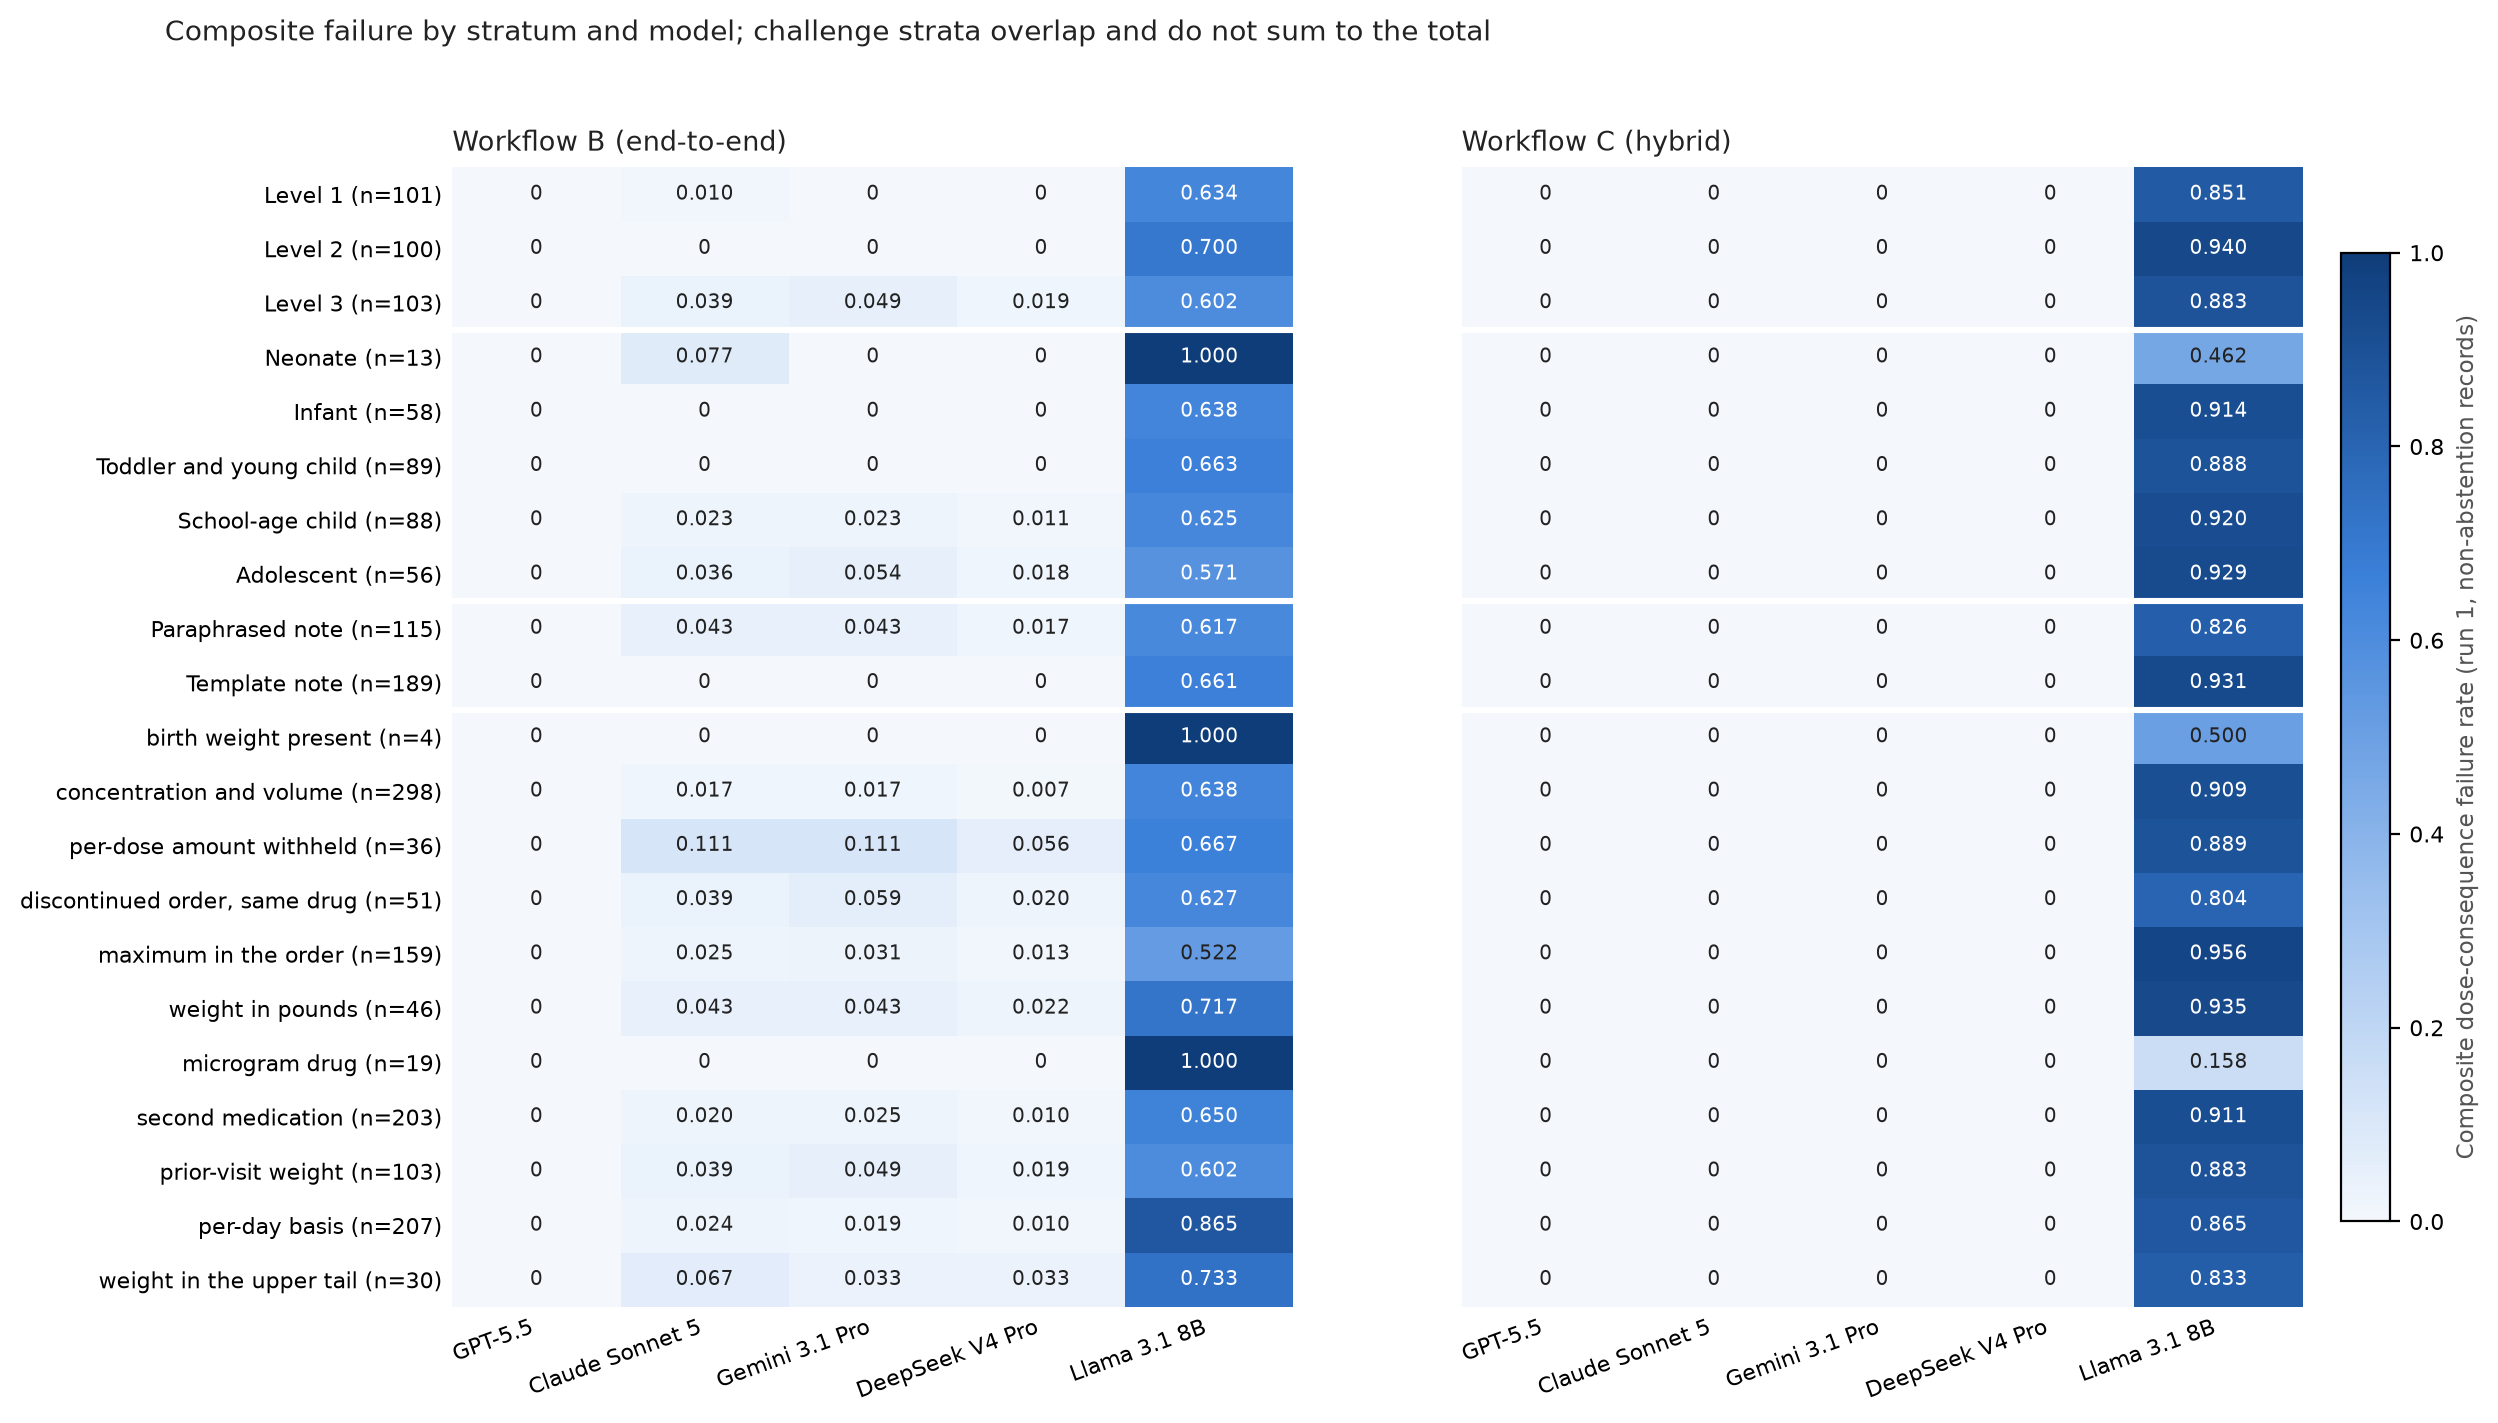 Composite failure by stratum and model; challenge strata overlap and do not sum to the total
Workflow B (end-to-end)
Workflow C (hybrid)
Level 1 (n=101) 0 0.010 0 0 0.634 0 0 0 0 0.851
Level 2 (n=100) 0 0 0 0 0.700 0 0 0 0 0.940
Level 3 (n=103) 0 0.039 0.049 0.019 0.602 0 0 0 0 0.883
Neonate (n=13) 0 0.077 0 0 1.000 0 0 0 0 0.462
Infant (n=58) 0 0 0 0 0.638 0 0 0 0 0.914
Toddler and young child (n=89) 0 0 0 0 0.663 0 0 0 0 0.888
School-age child (n=88) 0 0.023 0.023 0.011 0.625 0 0 0 0 0.920
Adolescent (n=56) 0 0.036 0.054 0.018 0.571 0 0 0 0 0.929
Paraphrased note (n=115) 0 0.043 0.043 0.017 0.617 0 0 0 0 0.826
Template note (n=189) 0 0 0 0 0.661 0 0 0 0 0.931
birth weight present (n=4) 0 0 0 0 1.000 0 0 0 0 0.500
concentration and volume (n=298) 0 0.017 0.017 0.007 0.638 0 0 0 0 0.909
per-dose amount withheld (n=36) 0 0.111 0.111 0.056 0.667 0 0 0 0 0.889
discontinued order, same drug (n=51) 0 0.039 0.059 0.020 0.627 0 0 0 0 0.804
maximum in the order (n=159) 0 0.025 0.031 0.013 0.522 0 0 0 0 0.956
weight in pounds (n=46) 0 0.043 0.043 0.022 0.717 0 0 0 0 0.935
microgram drug (n=19) 0 0 0 0 1.000 0 0 0 0 0.158
second medication (n=203) 0 0.020 0.025 0.010 0.650 0 0 0 0 0.911
prior-visit weight (n=103) 0 0.039 0.049 0.019 0.602 0 0 0 0 0.883
per-day basis (n=207) 0 0.024 0.019 0.010 0.865 0 0 0 0 0.865
weight in the upper tail (n=30) 0 0.067 0.033 0.033 0.733 0 0 0 0 0.833
GPT-5.5 Claude Sonnet 5 Gemini 3.1 Pro DeepSeek V4 Pro Llama 3.1 8B
GPT-5.5 Claude Sonnet 5 Gemini 3.1 Pro DeepSeek V4 Pro Llama 3.1 8B
1.0
0.8
0.6
0.4
0.2
0.0
Composite dose-consequence failure rate (run 1, non-abstention records)